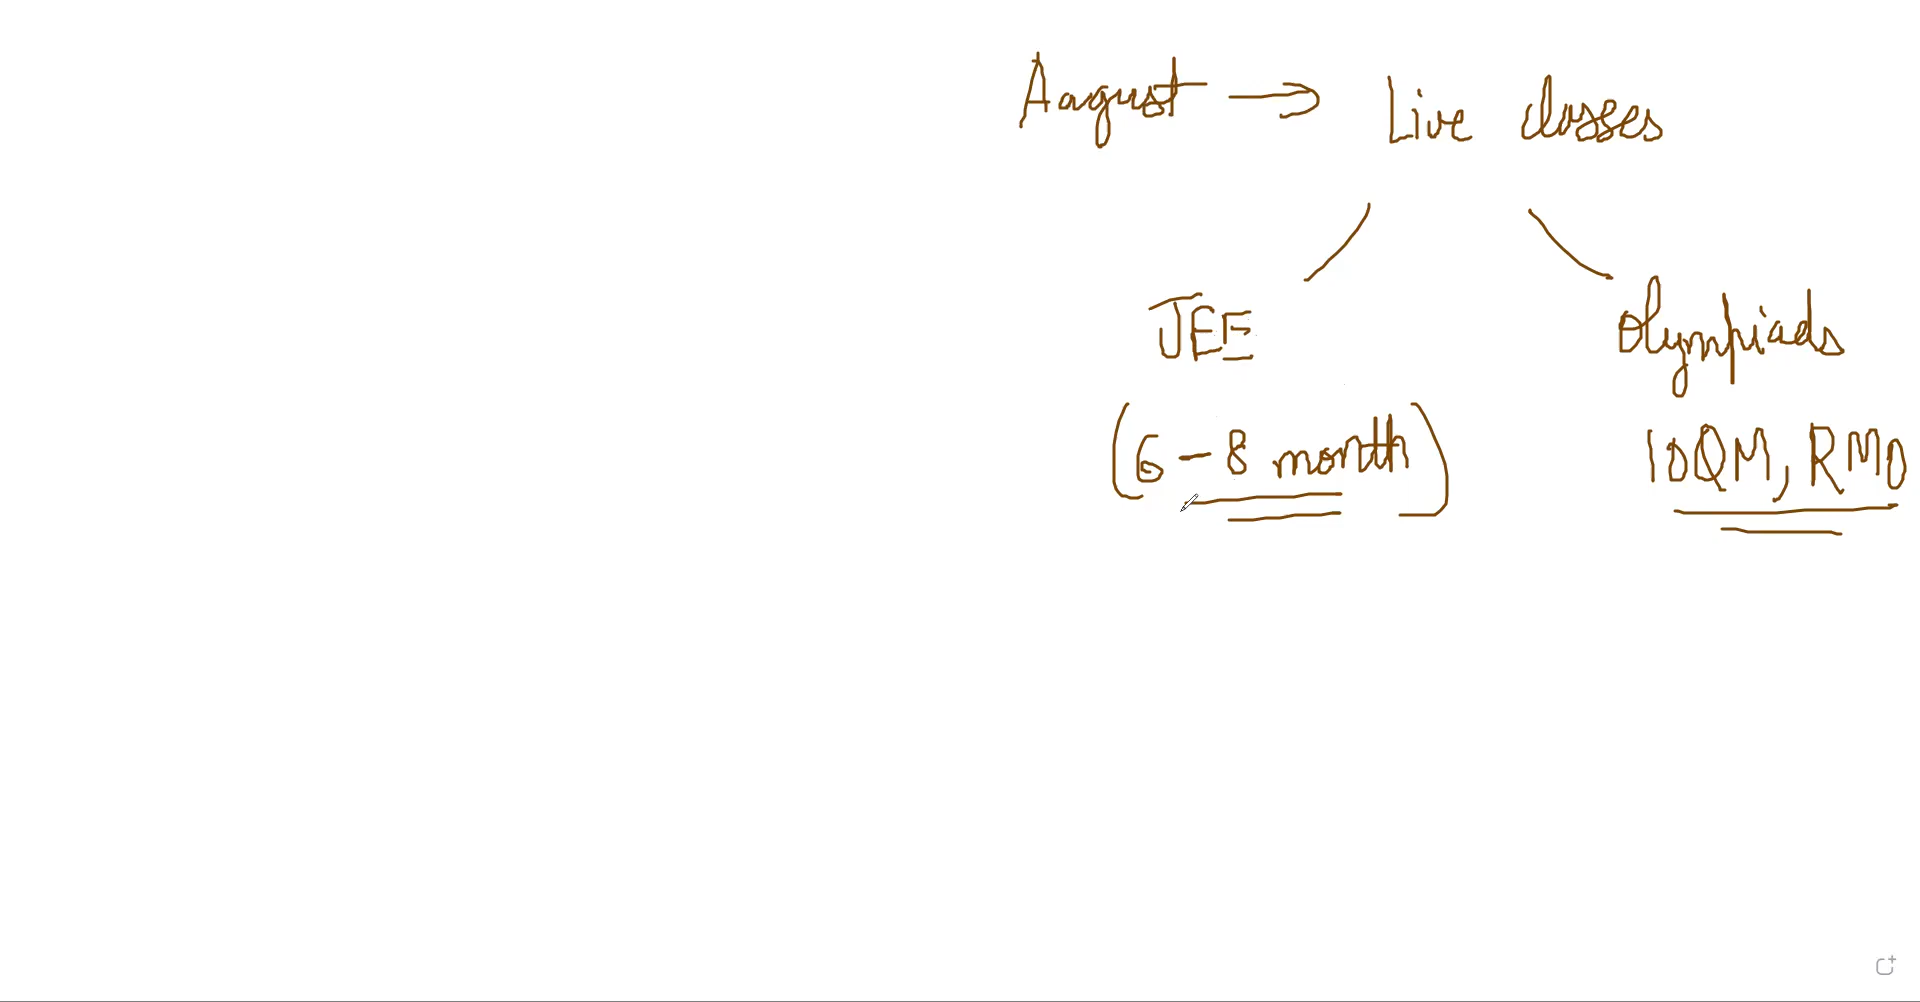 August → Live classes
JEE
Olympiads
(6 - 8 month)
IOQM, RMO